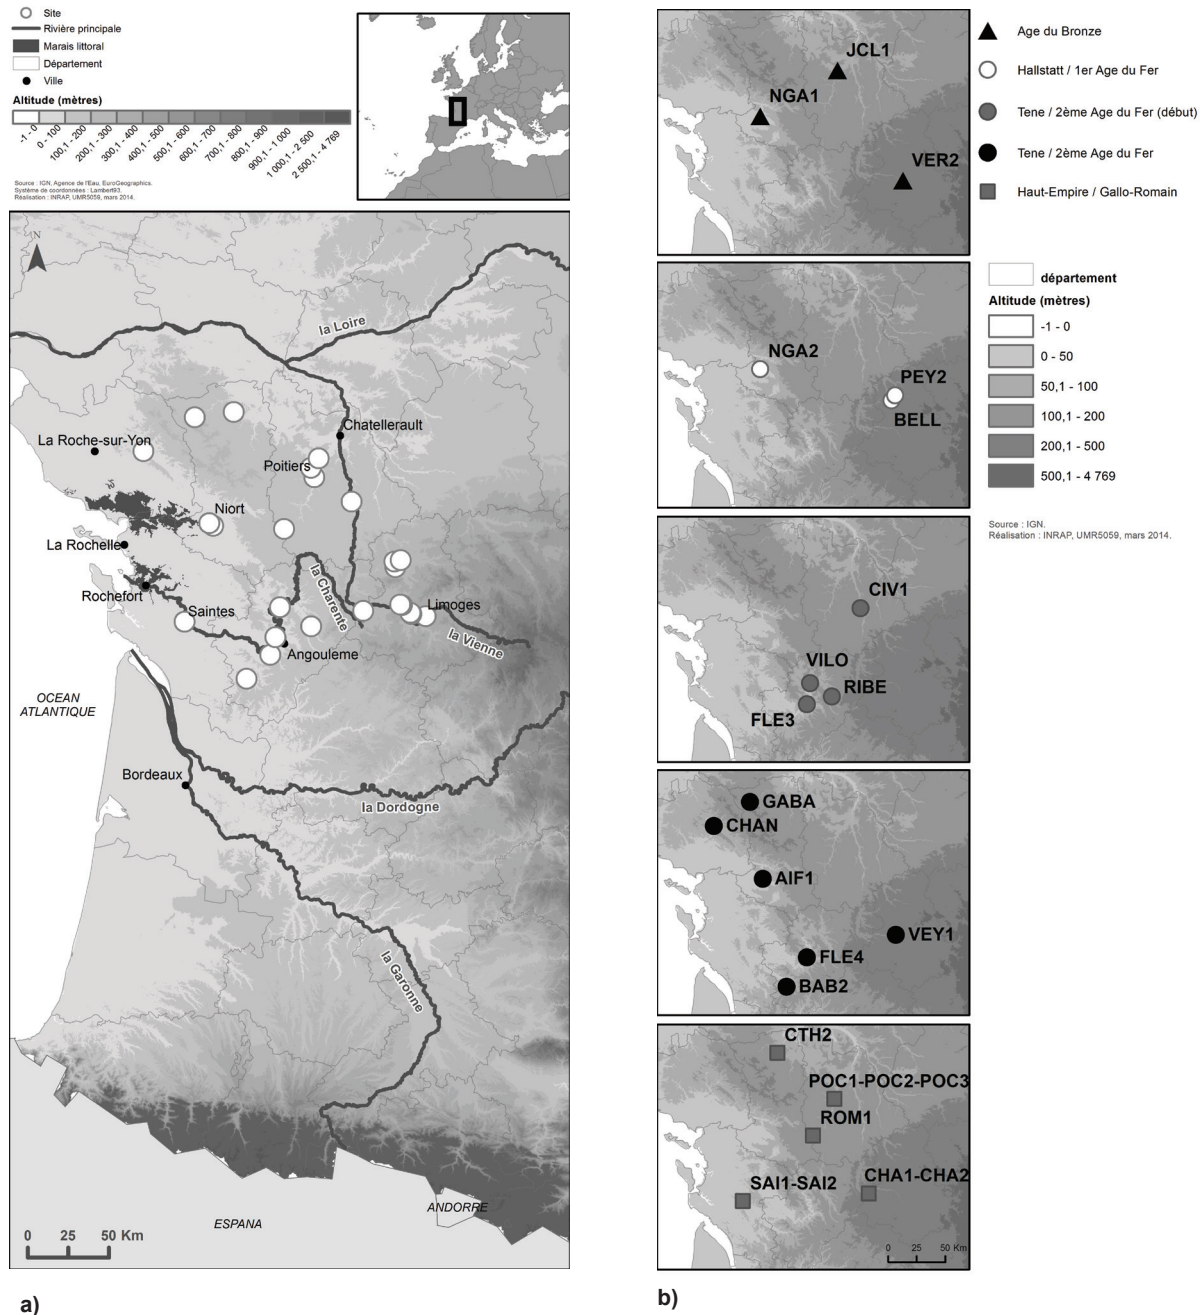 Site
Rivière principale
Marais littoral
Département
Ville
Altitude (mètres)
-1 - 0
0 - 100
100,1 - 200
200,1 - 300
300,1 - 400
400,1 - 500
500,1 - 600
600,1 - 700
700,1 - 800
800,1 - 900
900,1 - 1 000
1 000,1 - 2 500
2 500,1 - 4 769
Source : IGN, Agence de l'Eau, EuroGeographics.
Système de coordonnées : Lambert93.
Réalisation : INRAP, UMR5059, mars 2014.
N
la Loire
La Roche-sur-Yon
Chatellerault
Poitiers
Niort
La Rochelle
Rochefort
Saintes
la Charente
Limoges
la Vienne
Angouleme
OCEAN
ATLANTIQUE
Bordeaux
la Dordogne
la Garonne
ANDORRE
ESPANA
0 25 50 Km
a)
JCL1
NGA1
VER2
Age du Bronze
Hallstatt / 1er Age du Fer
Tene / 2ème Age du Fer (début)
Tene / 2ème Age du Fer
Haut-Empire / Gallo-Romain
NGA2
PEY2
BELL
département
Altitude (mètres)
-1 - 0
0 - 50
50,1 - 100
100,1 - 200
200,1 - 500
500,1 - 4 769
Source : IGN.
Réalisation : INRAP, UMR5059, mars 2014.
CIV1
VILO
RIBE
FLE3
GABA
CHAN
AIF1
VEY1
FLE4
BAB2
CTH2
POC1-POC2-POC3
ROM1
SAI1-SAI2
CHA1-CHA2
0 25 50 Km
b)